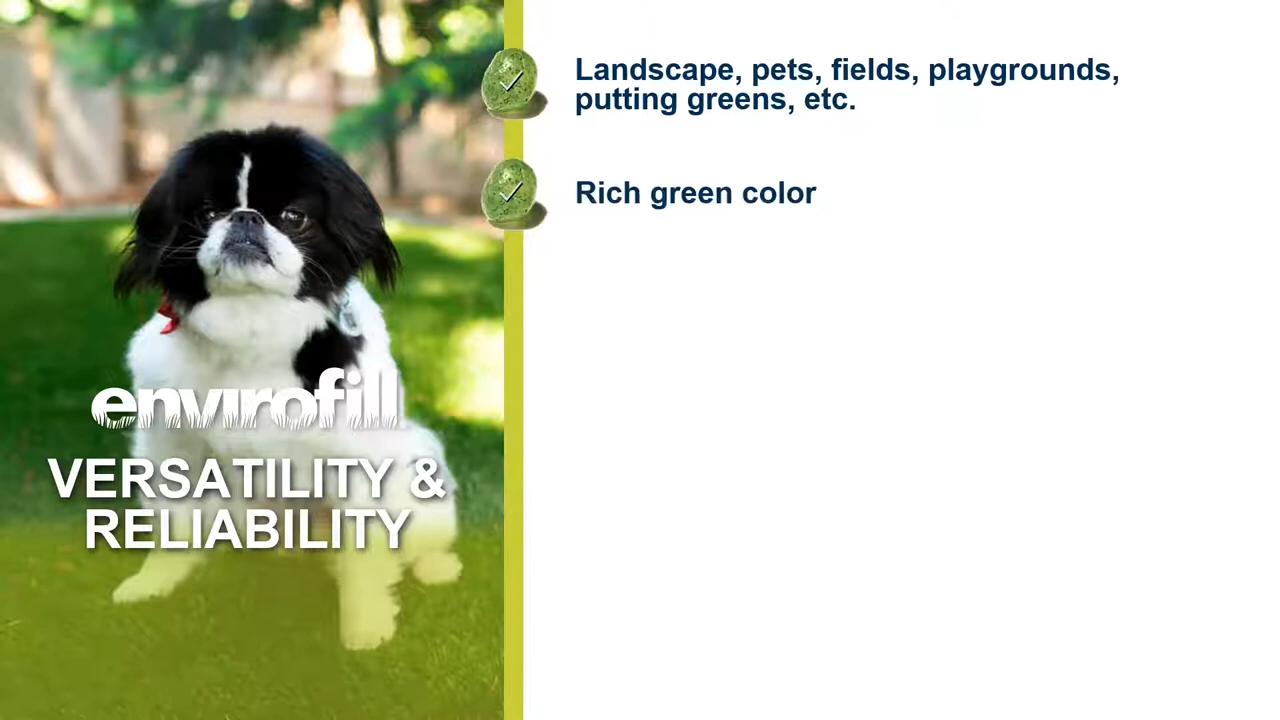 Landscape, pets, fields, playgrounds,
putting greens, etc.
Rich green color
envirofill
VERSATILITY &
RELIABILITY